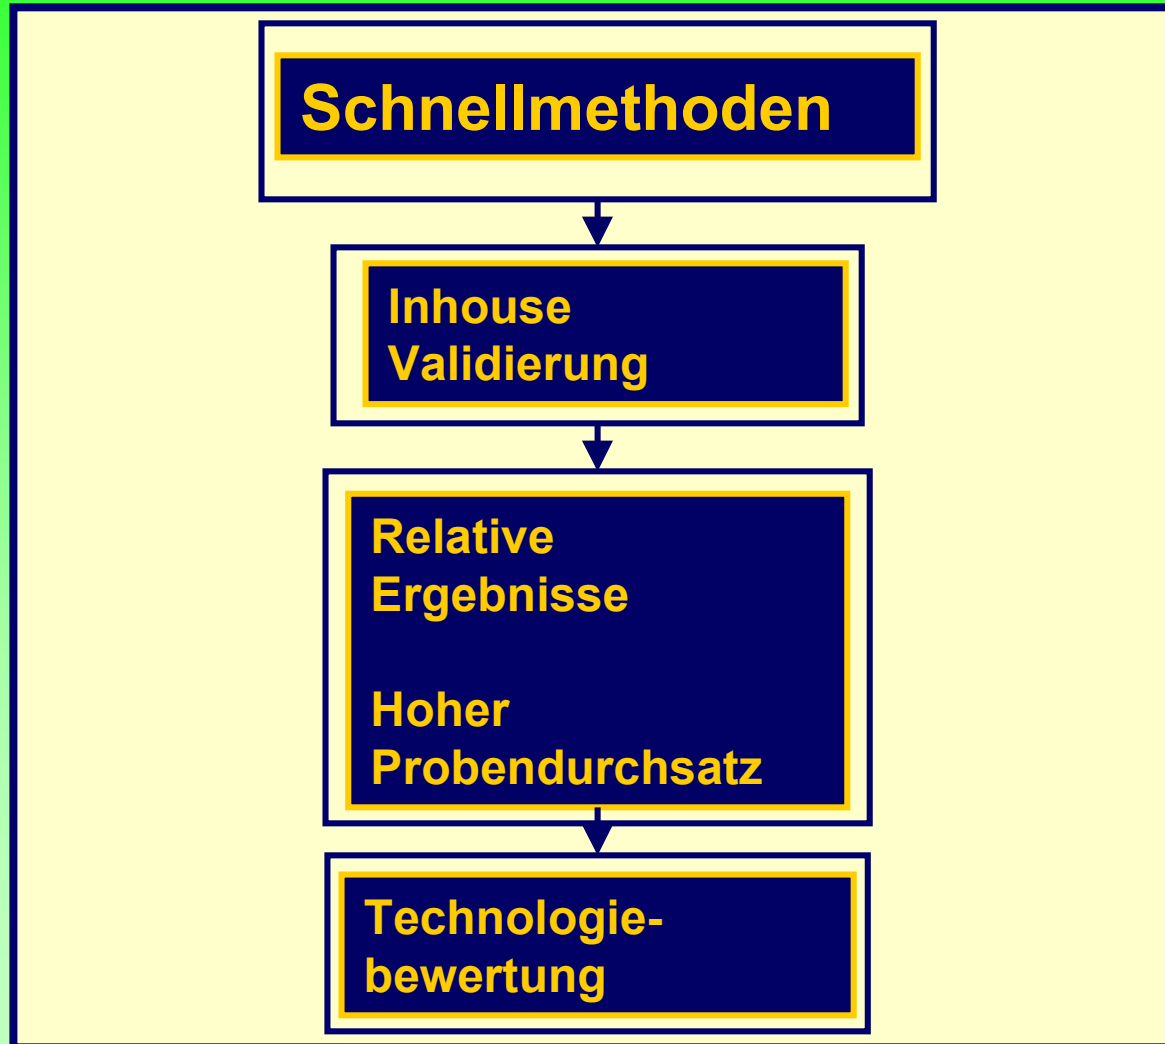 Schnellmethoden
Inhouse
Validierung
Relative
Ergebnisse
Hoher
Probendurchsatz
Technologie-
bewertung